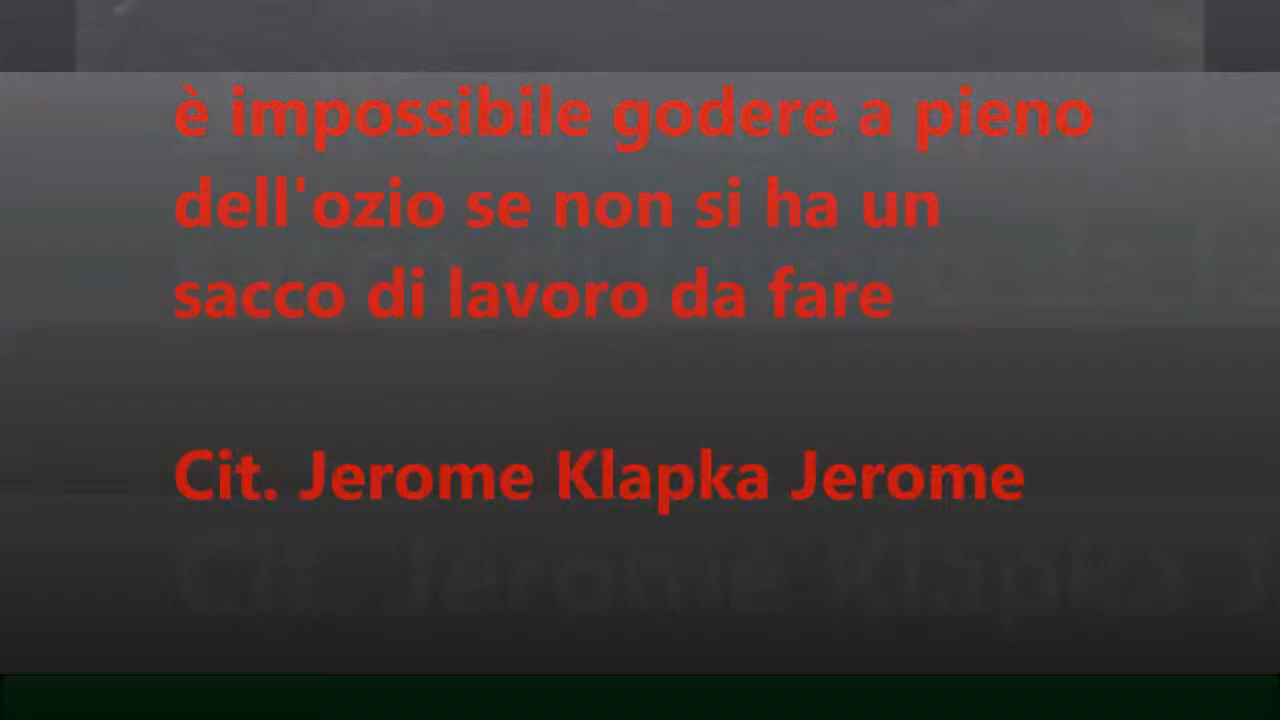 è impossibile godere a pieno
dell'ozio se non si ha un
sacco di lavoro da fare
Cit. Jerome Klapka Jerome